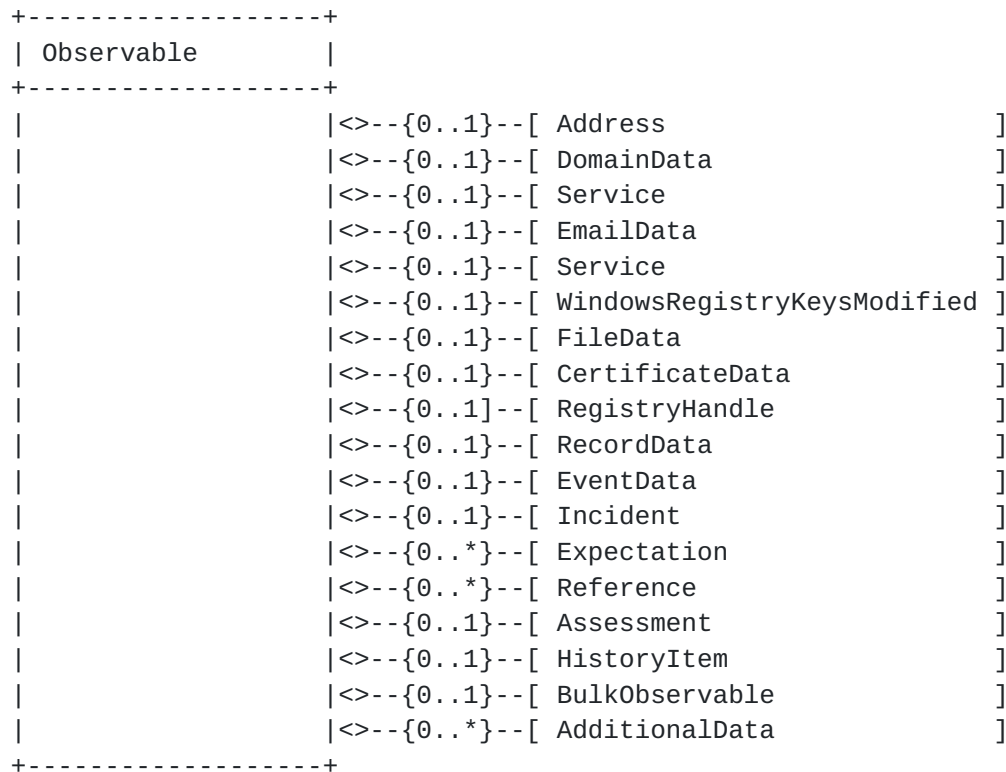 +-------------------+
| Observable        |
+-------------------+
|                   |<>--{0..1}--[ Address                     ]
|                   |<>--{0..1}--[ DomainData                  ]
|                   |<>--{0..1}--[ Service                     ]
|                   |<>--{0..1}--[ EmailData                   ]
|                   |<>--{0..1}--[ Service                     ]
|                   |<>--{0..1}--[ WindowsRegistryKeysModified ]
|                   |<>--{0..1}--[ FileData                    ]
|                   |<>--{0..1}--[ CertificateData             ]
|                   |<>--{0..1]--[ RegistryHandle              ]
|                   |<>--{0..1}--[ RecordData                  ]
|                   |<>--{0..1}--[ EventData                   ]
|                   |<>--{0..1}--[ Incident                    ]
|                   |<>--{0..*}--[ Expectation                 ]
|                   |<>--{0..*}--[ Reference                   ]
|                   |<>--{0..1}--[ Assessment                  ]
|                   |<>--{0..1}--[ HistoryItem                 ]
|                   |<>--{0..1}--[ BulkObservable              ]
|                   |<>--{0..*}--[ AdditionalData              ]
+-------------------+